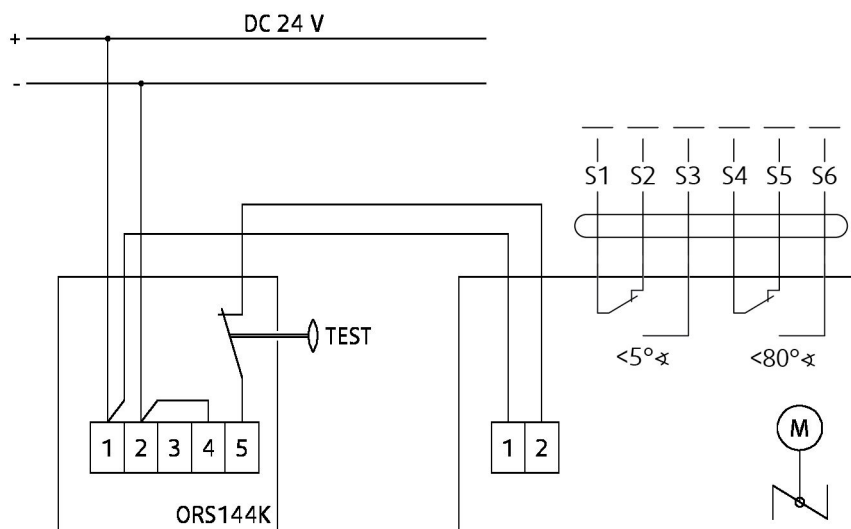 DC 24 V
+
-
S1 S2 S3 S4 S5 S6
TEST
<5°∢ <80°∢
M
1 2 3 4 5
1 2
ORS144K